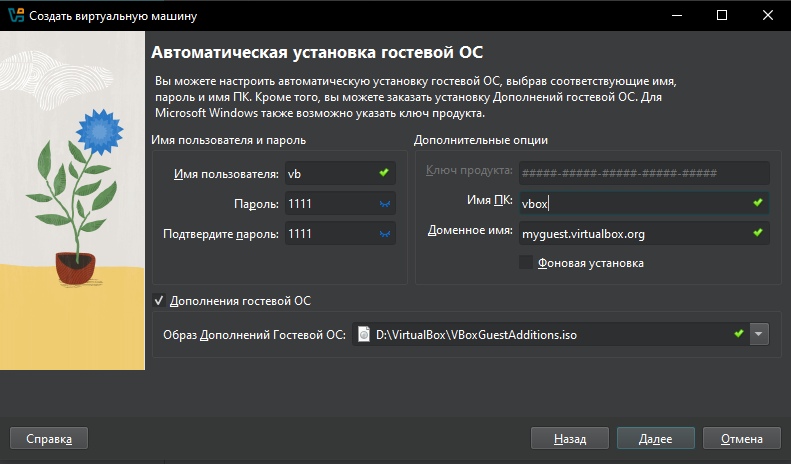 Создать виртуальную машину
Автоматическая установка гостевой ОС
Вы можете настроить автоматическую установку гостевой ОС, выбрав соответствующие имя,
пароль и имя ПК. Кроме того, вы можете заказать установку Дополнений гостевой ОС. Для
Microsoft Windows также возможно указать ключ продукта.
Имя пользователя и пароль
Имя пользователя: vb
Пароль: 1111
Подтвердите пароль: 1111
Дополнительные опции
Ключ продукта: #####-#####-#####-#####-#####
Имя ПК: vbox
Доменное имя: myguest.virtualbox.org
Фоновая установка
Дополнения гостевой ОС
Образ Дополнений Гостевой ОС: D:\VirtualBox\VBoxGuestAdditions.iso
Справка
Назад
Далее
Отмена